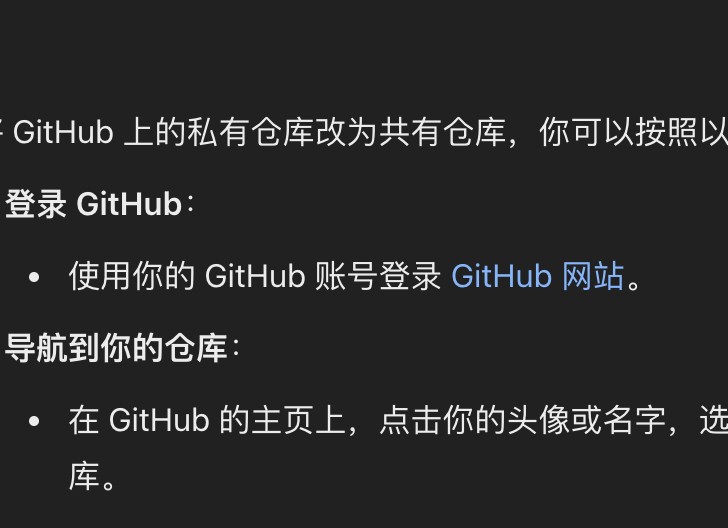 GitHub 上的私有仓库改为共有仓库，你可以按照以
登录 GitHub：
• 使用你的 GitHub 账号登录 GitHub 网站。
导航到你的仓库：
• 在 GitHub 的主页上，点击你的头像或名字，选
库。